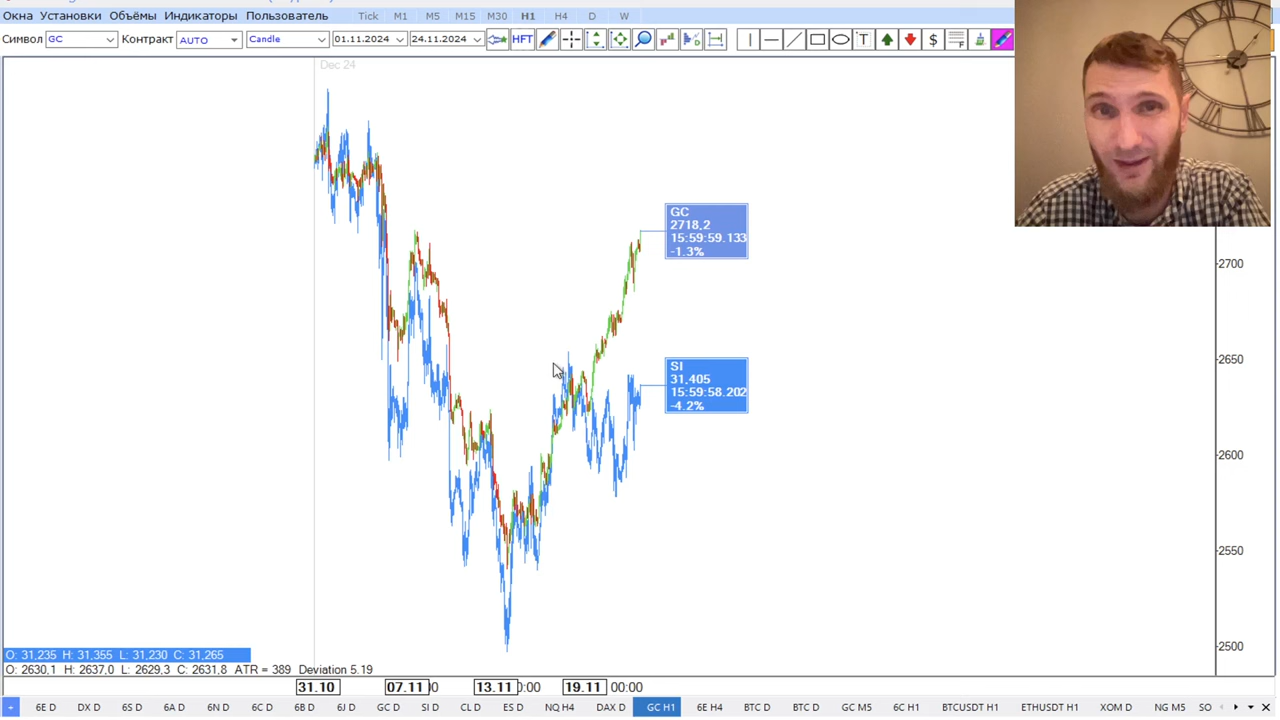 Окна Установки Объёмы Индикаторы Пользователь Tick M1 M5 M15 M30 H1 H4 D W
Символ GC Контракт AUTO Candle 01.11.2024 24.11.2024 HFT T $ F
Dec 24
GC
2718,2
15:59:59.133
-1.3%
SI
31,405
15:59:58.202
-4.2%
2700
2650
2600
2550
2500
O: 31,235 H: 31,355 L: 31,230 C: 31,265
O: 2630,1 H: 2637,0 L: 2629,3 C: 2631,8 ATR = 389 Deviation 5.19
31.10 07.11 13.11 0:00 19.11 00:00
6E D DX D 6S D 6A D 6N D 6C D 6B D 6J D GC D SI D CL D ES D NQ H4 DAX D GC H1 6E H4 BTC D BTC D GC M5 6C H1 BTCUSDT H1 ETHUSDT H1 XOM D NG M5 SO